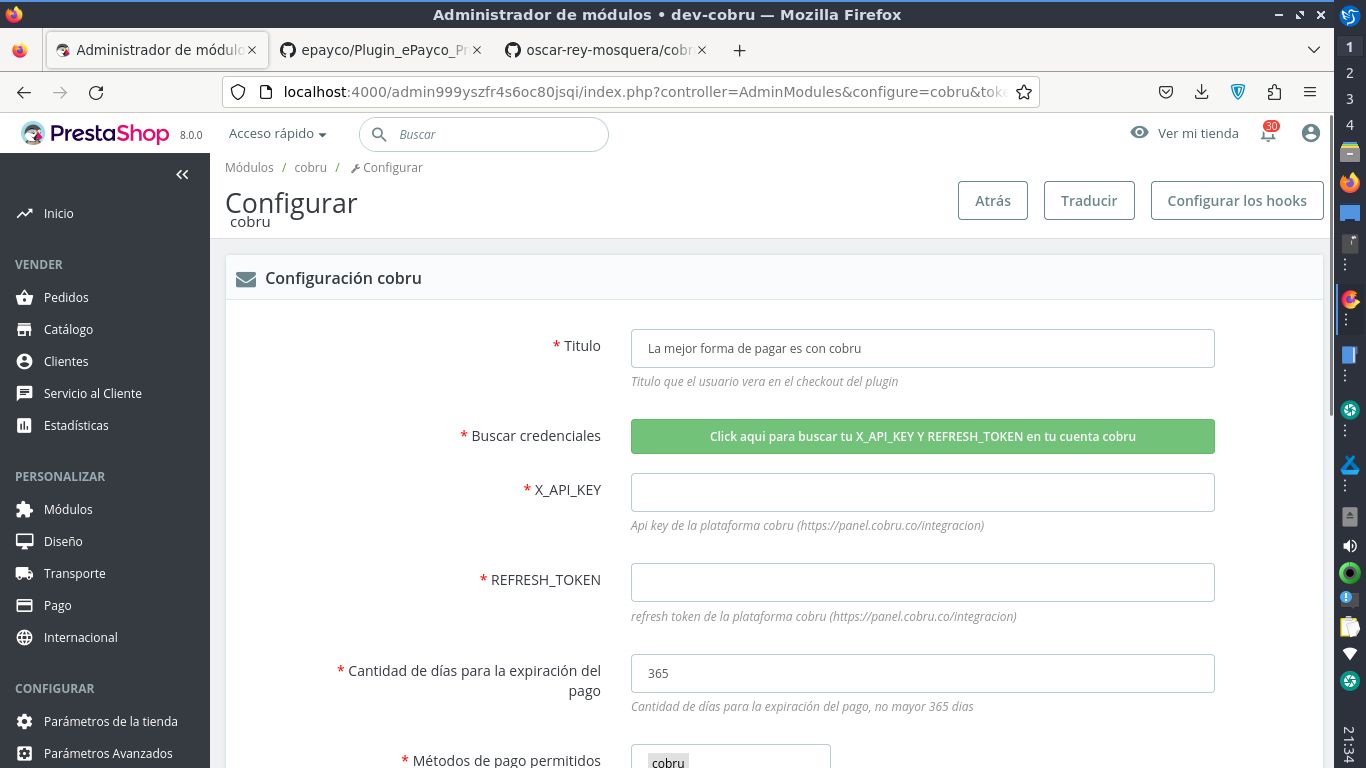 Administrador de módulos • dev-cobru — Mozilla Firefox
Administrador de módulo
epayco/Plugin_ePayco_Pr
oscar-rey-mosquera/cobr
localhost:4000/admin999yszfr4s6oc80jsqi/index.php?controller=AdminModules&configure=cobru&toke
PrestaShop 8.0.0
Acceso rápido
Buscar
Ver mi tienda
30
Módulos / cobru / Configurar
Configurar
cobru
Atrás
Traducir
Configurar los hooks
Inicio
VENDER
Pedidos
Catálogo
Clientes
Servicio al Cliente
Estadísticas
PERSONALIZAR
Módulos
Diseño
Transporte
Pago
Internacional
CONFIGURAR
Parámetros de la tienda
Parámetros Avanzados
Configuración cobru
* Titulo
La mejor forma de pagar es con cobru
Titulo que el usuario vera en el checkout del plugin
* Buscar credenciales
Click aqui para buscar tu X_API_KEY Y REFRESH_TOKEN en tu cuenta cobru
* X_API_KEY
Api key de la plataforma cobru (https://panel.cobru.co/integracion)
* REFRESH_TOKEN
refresh token de la plataforma cobru (https://panel.cobru.co/integracion)
* Cantidad de días para la expiración del
pago
365
Cantidad de días para la expiración del pago, no mayor 365 dias
* Métodos de pago permitidos
cobru
1
2
3
4
21:34